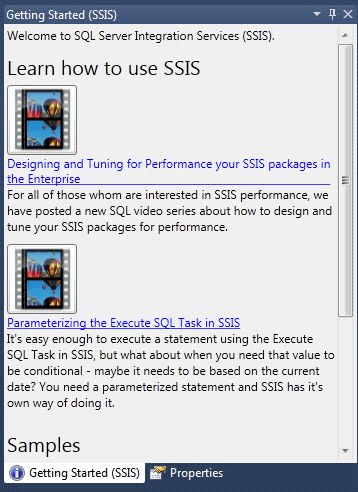 Getting Started (SSIS)
Welcome to SQL Server Integration Services (SSIS).
Learn how to use SSIS
Designing and Tuning for Performance your SSIS packages in
the Enterprise
For all of those whom are interested in SSIS performance, we
have posted a new SQL video series about how to design and
tune your SSIS packages for performance.
Parameterizing the Execute SQL Task in SSIS
It's easy enough to execute a statement using the Execute
SQL Task in SSIS, but what about when you need that value to
be conditional - maybe it needs to be based on the current
date? You need a parameterized statement and SSIS has it's
own way of doing it.
Samples
Getting Started (SSIS) Properties